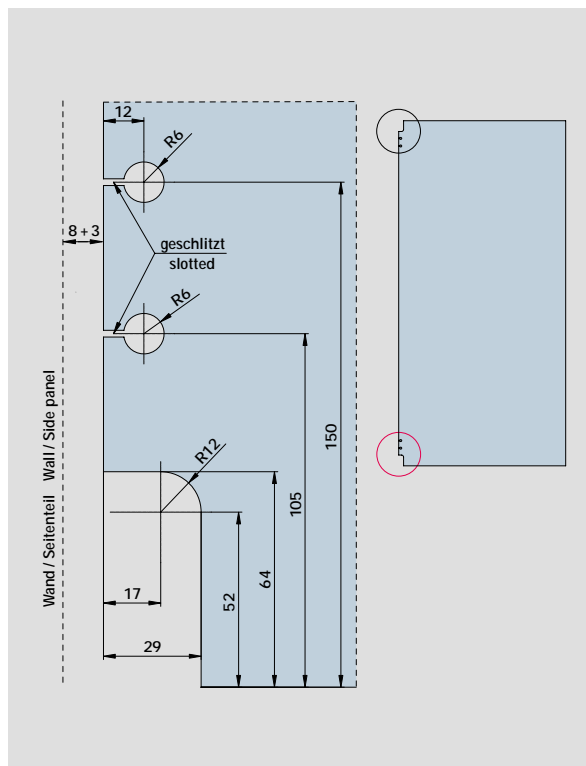 12
R6
8 + 3
geschlitzt
slotted
R6
R12
150
105
64
52
17
29
Wand / Seitenteil Wall / Side panel